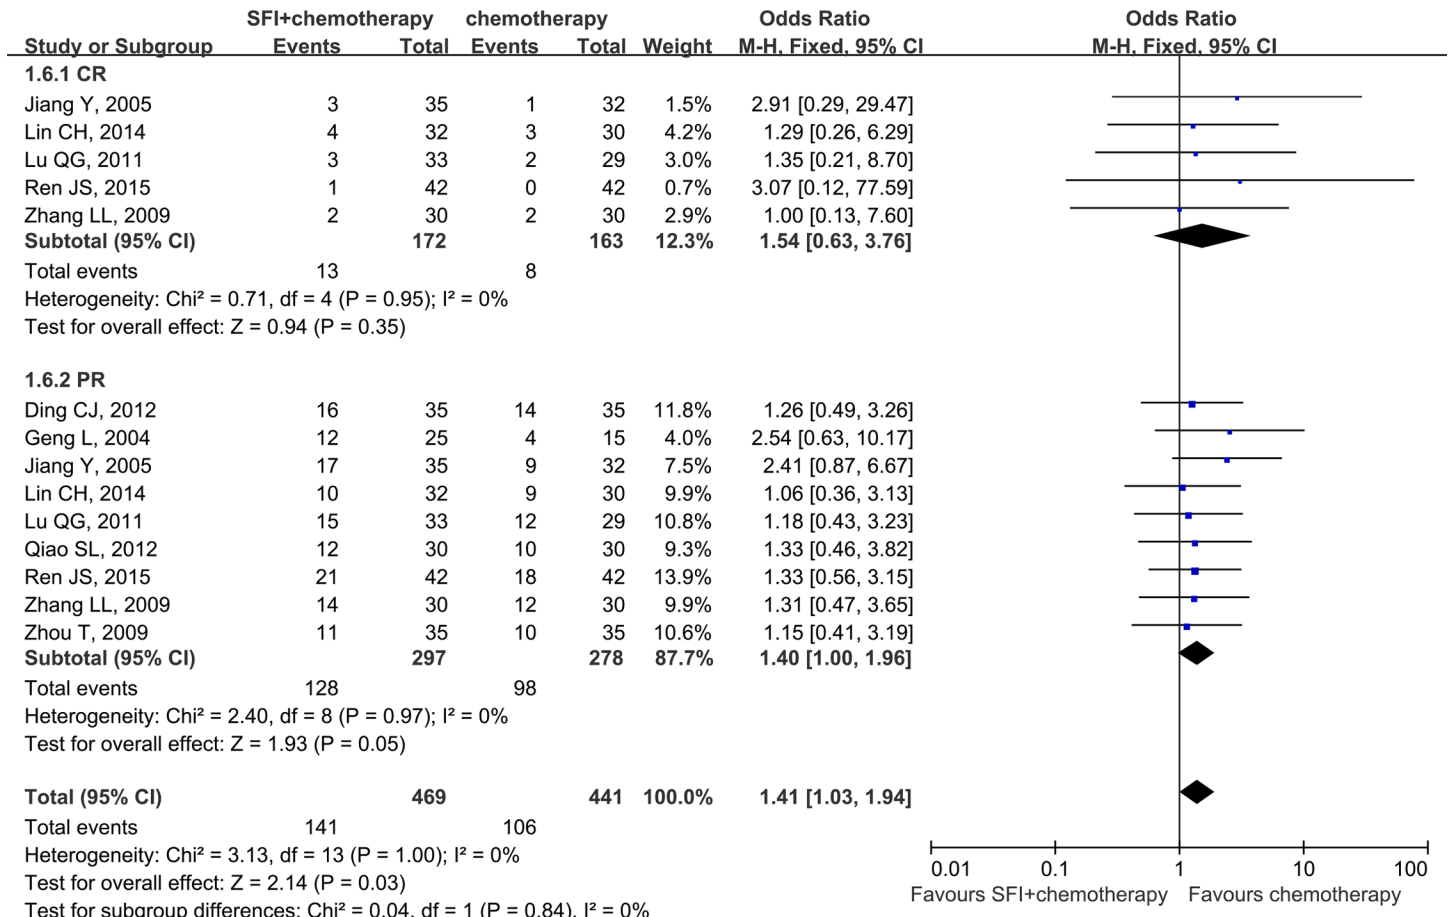 SFI+chemotherapy chemotherapy Odds Ratio Odds Ratio
Study or Subgroup Events Total Events Total Weight M-H, Fixed, 95% CI M-H, Fixed, 95% CI
1.6.1 CR
Jiang Y, 2005 3 35 1 32 1.5% 2.91 [0.29, 29.47]
Lin CH, 2014 4 32 3 30 4.2% 1.29 [0.26, 6.29]
Lu QG, 2011 3 33 2 29 3.0% 1.35 [0.21, 8.70]
Ren JS, 2015 1 42 0 42 0.7% 3.07 [0.12, 77.59]
Zhang LL, 2009 2 30 2 30 2.9% 1.00 [0.13, 7.60]
Subtotal (95% CI) 172 163 12.3% 1.54 [0.63, 3.76]
Total events 13 8
Heterogeneity: Chi² = 0.71, df = 4 (P = 0.95); I² = 0%
Test for overall effect: Z = 0.94 (P = 0.35)
1.6.2 PR
Ding CJ, 2012 16 35 14 35 11.8% 1.26 [0.49, 3.26]
Geng L, 2004 12 25 4 15 4.0% 2.54 [0.63, 10.17]
Jiang Y, 2005 17 35 9 32 7.5% 2.41 [0.87, 6.67]
Lin CH, 2014 10 32 9 30 9.9% 1.06 [0.36, 3.13]
Lu QG, 2011 15 33 12 29 10.8% 1.18 [0.43, 3.23]
Qiao SL, 2012 12 30 10 30 9.3% 1.33 [0.46, 3.82]
Ren JS, 2015 21 42 18 42 13.9% 1.33 [0.56, 3.15]
Zhang LL, 2009 14 30 12 30 9.9% 1.31 [0.47, 3.65]
Zhou T, 2009 11 35 10 35 10.6% 1.15 [0.41, 3.19]
Subtotal (95% CI) 297 278 87.7% 1.40 [1.00, 1.96]
Total events 128 98
Heterogeneity: Chi² = 2.40, df = 8 (P = 0.97); I² = 0%
Test for overall effect: Z = 1.93 (P = 0.05)
Total (95% CI) 469 441 100.0% 1.41 [1.03, 1.94]
Total events 141 106
Heterogeneity: Chi² = 3.13, df = 13 (P = 1.00); I² = 0%
Test for overall effect: Z = 2.14 (P = 0.03)
Test for subgroup differences: Chi² = 0.04, df = 1 (P = 0.84), I² = 0%
0.01 0.1 1 10 100
Favours SFI+chemotherapy Favours chemotherapy